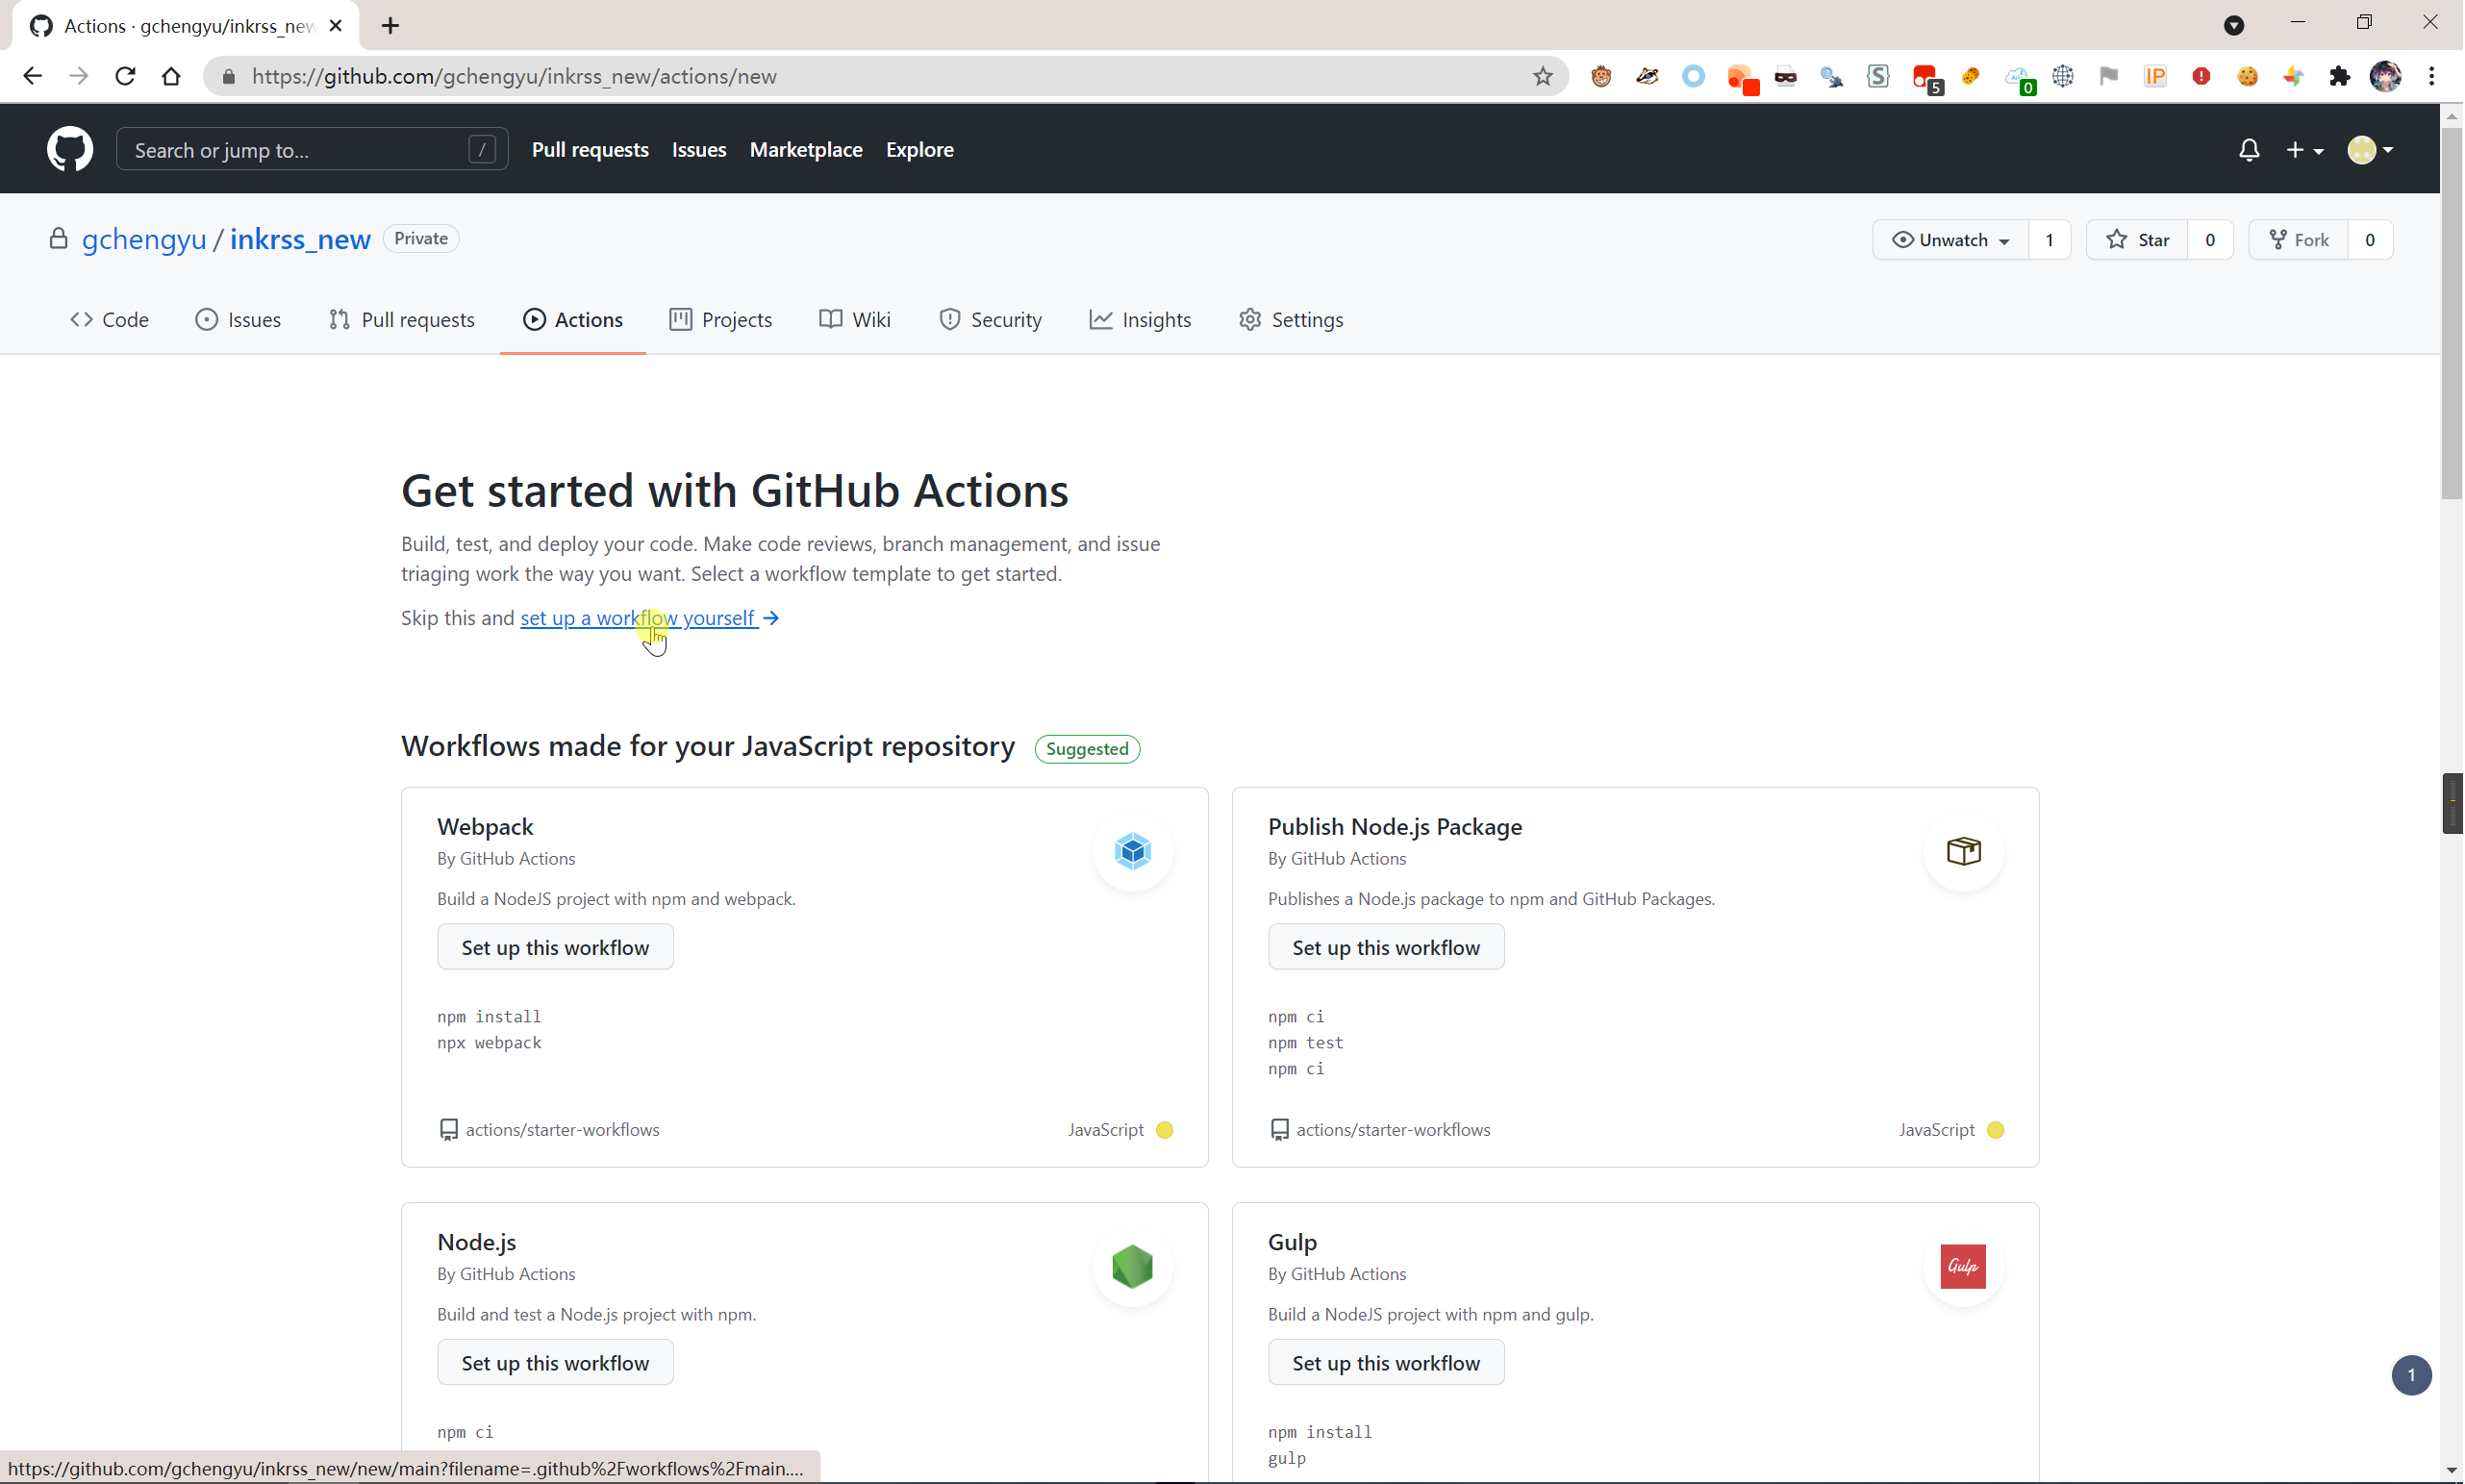 Actions · gchengyu/inkrss_new
https://github.com/gchengyu/inkrss_new/actions/new
5
0
IP
Search or jump to...
/
Pull requests
Issues
Marketplace
Explore
gchengyu / inkrss_new
Private
Unwatch
1
Star
0
Fork
0
Code
Issues
Pull requests
Actions
Projects
Wiki
Security
Insights
Settings
Get started with GitHub Actions
Build, test, and deploy your code. Make code reviews, branch management, and issue
triaging work the way you want. Select a workflow template to get started.
Skip this and set up a workflow yourself →
Workflows made for your JavaScript repository
Suggested
Webpack
By GitHub Actions
Build a NodeJS project with npm and webpack.
Set up this workflow
npm install
npx webpack
actions/starter-workflows
JavaScript
Publish Node.js Package
By GitHub Actions
Publishes a Node.js package to npm and GitHub Packages.
Set up this workflow
npm ci
npm test
npm ci
actions/starter-workflows
JavaScript
Node.js
By GitHub Actions
Build and test a Node.js project with npm.
Set up this workflow
npm ci
Gulp
By GitHub Actions
Build a NodeJS project with npm and gulp.
Gulp
Set up this workflow
npm install
gulp
1
https://github.com/gchengyu/inkrss_new/new/main?filename=.github%2Fworkflows%2Fmain....